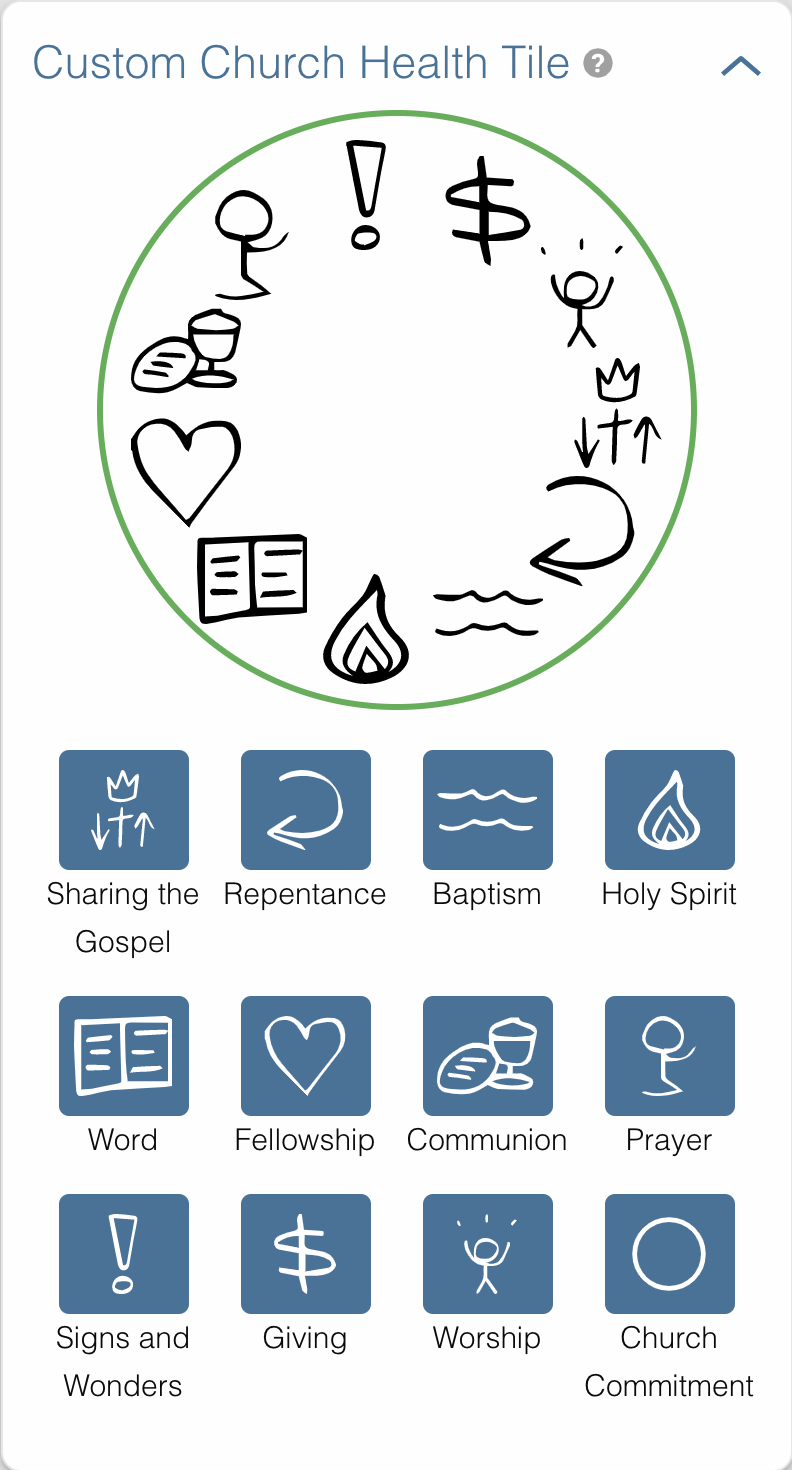 Custom Church Health Tile ?
!
$
Sharing the Gospel
Repentance
Baptism
Holy Spirit
Word
Fellowship
Communion
Prayer
!
$
Signs and Wonders
Giving
Worship
Church Commitment